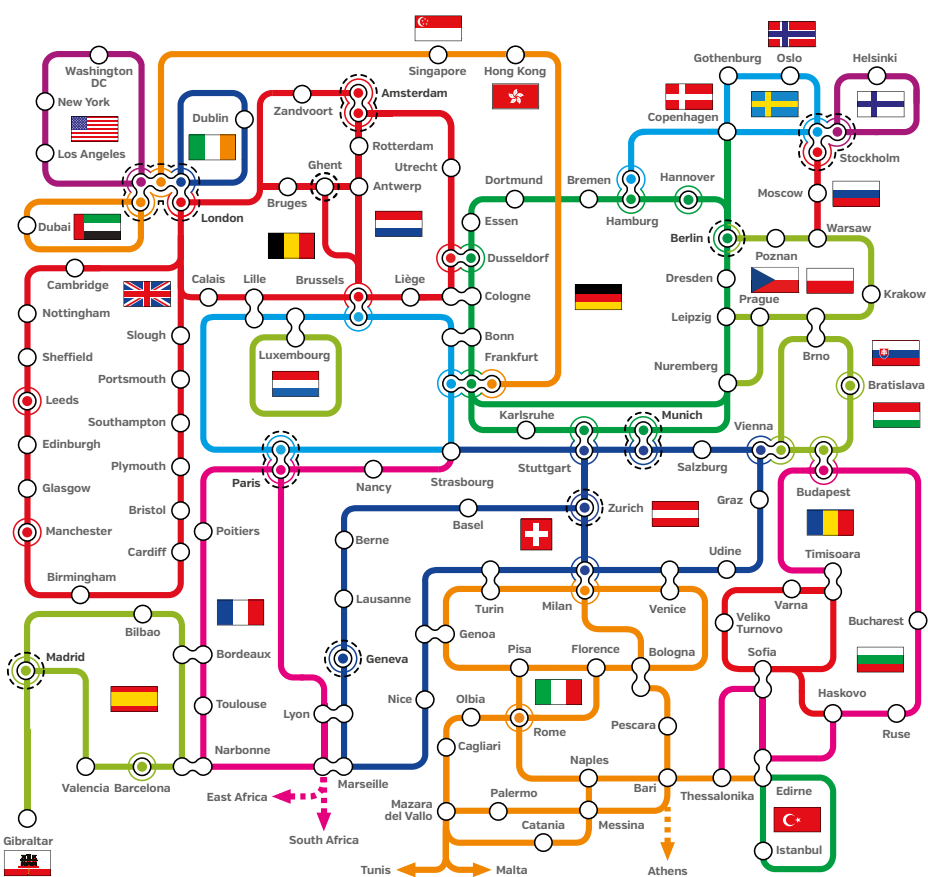 Singapore
Hong Kong
Gothenburg
Oslo
Helsinki
Washington
DC
New York
Los Angeles
Dublin
Zandvoort
Amsterdam
Copenhagen
Stockholm
Rotterdam
Utrecht
Ghent
Bruges
Antwerp
Dortmund
Bremen
Hannover
Moscow
Dubai
London
Essen
Hamburg
Berlin
Poznan
Warsaw
Cambridge
Calais
Lille
Brussels
Liège
Dusseldorf
Cologne
Dresden
Prague
Krakow
Nottingham
Slough
Luxembourg
Bonn
Frankfurt
Leipzig
Brno
Sheffield
Portsmouth
Nuremberg
Bratislava
Leeds
Southampton
Karlsruhe
Munich
Vienna
Edinburgh
Plymouth
Paris
Nancy
Strasbourg
Stuttgart
Salzburg
Budapest
Glasgow
Bristol
Basel
Zurich
Graz
Manchester
Cardiff
Poitiers
Berne
Udine
Timisoara
Birmingham
Lausanne
Turin
Milan
Venice
Varna
Bilbao
Genoa
Veliko
Turnovo
Bucharest
Madrid
Bordeaux
Geneva
Pisa
Florence
Bologna
Sofia
Toulouse
Lyon
Nice
Olbia
Rome
Pescara
Haskovo
Ruse
Narbonne
Cagliari
Naples
Valencia
Barcelona
Marseille
Bari
Thessalonika
Edirne
East Africa
Mazara
del Vallo
Palermo
Messina
Gibraltar
South Africa
Catania
Istanbul
Tunis
Malta
Athens